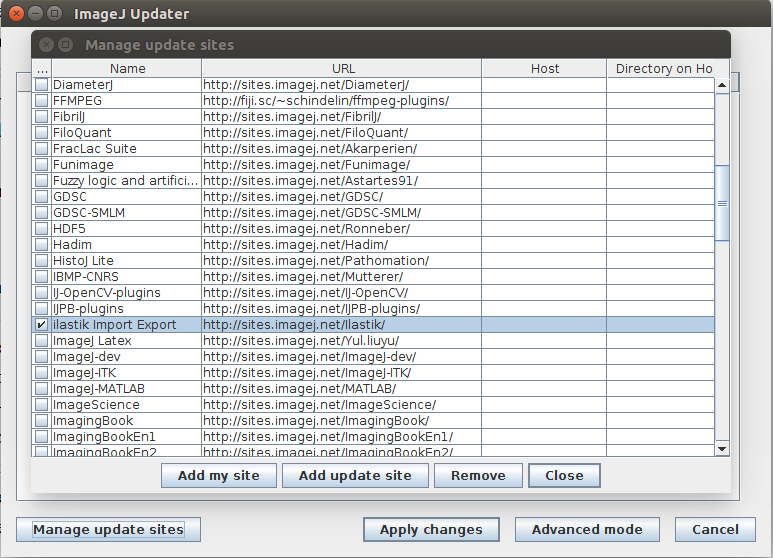 ImageJ Updater
Manage update sites
... Name URL Host Directory on Ho
DiameterJ http://sites.imagej.net/DiameterJ/
FFMPEG http://fiji.sc/~schindelin/ffmpeg-plugins/
FibrilJ http://sites.imagej.net/FibrilJ/
FiloQuant http://sites.imagej.net/FiloQuant/
FracLac Suite http://sites.imagej.net/Akarperien/
Funimage http://sites.imagej.net/Funimage/
Fuzzy logic and artifici... http://sites.imagej.net/Astartes91/
GDSC http://sites.imagej.net/GDSC/
GDSC-SMLM http://sites.imagej.net/GDSC-SMLM/
HDF5 http://sites.imagej.net/Ronneber/
Hadim http://sites.imagej.net/Hadim/
HistoJ Lite http://sites.imagej.net/Pathomation/
IBMP-CNRS http://sites.imagej.net/Mutterer/
IJ-OpenCV-plugins http://sites.imagej.net/IJ-OpenCV/
IJPB-plugins http://sites.imagej.net/IJPB-plugins/
ilastik Import Export http://sites.imagej.net/Ilastik/
ImageJ Latex http://sites.imagej.net/Yul.liuyu/
ImageJ-dev http://sites.imagej.net/ImageJ-dev/
ImageJ-ITK http://sites.imagej.net/ImageJ-ITK/
ImageJ-MATLAB http://sites.imagej.net/MATLAB/
ImageScience http://sites.imagej.net/ImageScience/
ImagingBook http://sites.imagej.net/ImagingBook/
ImagingBookEn1 http://sites.imagej.net/ImagingBookEn1/
ImagingBookEn2 http://sites.imagej.net/ImagingBookEn2/
Add my site Add update site Remove Close
Manage update sites Apply changes Advanced mode Cancel